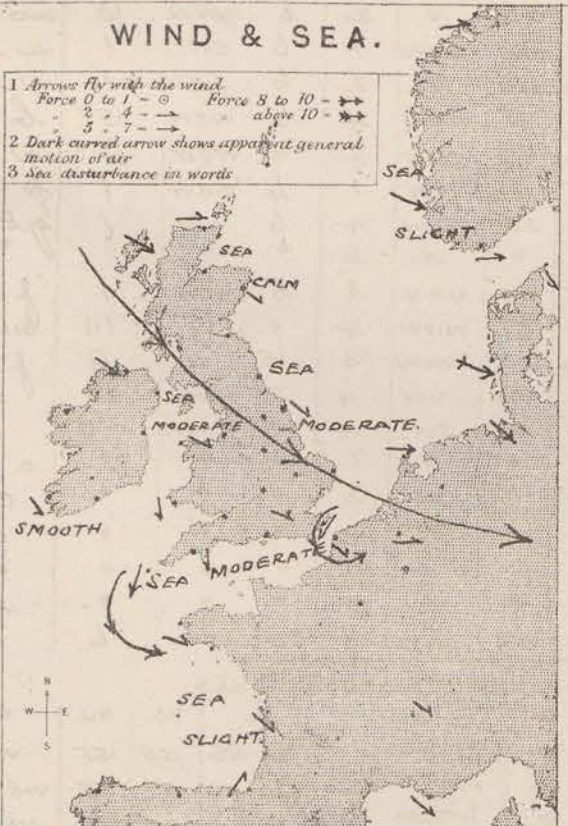 WIND & SEA.
1 Arrows fly with the wind
Force 0 to 1 - ⊙ Force 8 to 10 - ➳
" 2 " 4 - → above 10 - ➳
" 5 " 7 - →
2 Dark curved arrow shows apparent general
motion of air
3 Sea disturbance in words
SEA
SLIGHT
SEA
CALM
SEA
MODERATE.
SEA
MODERATE
SMOOTH
SEA
MODERATE
SEA
SLIGHT.
N
W E
S